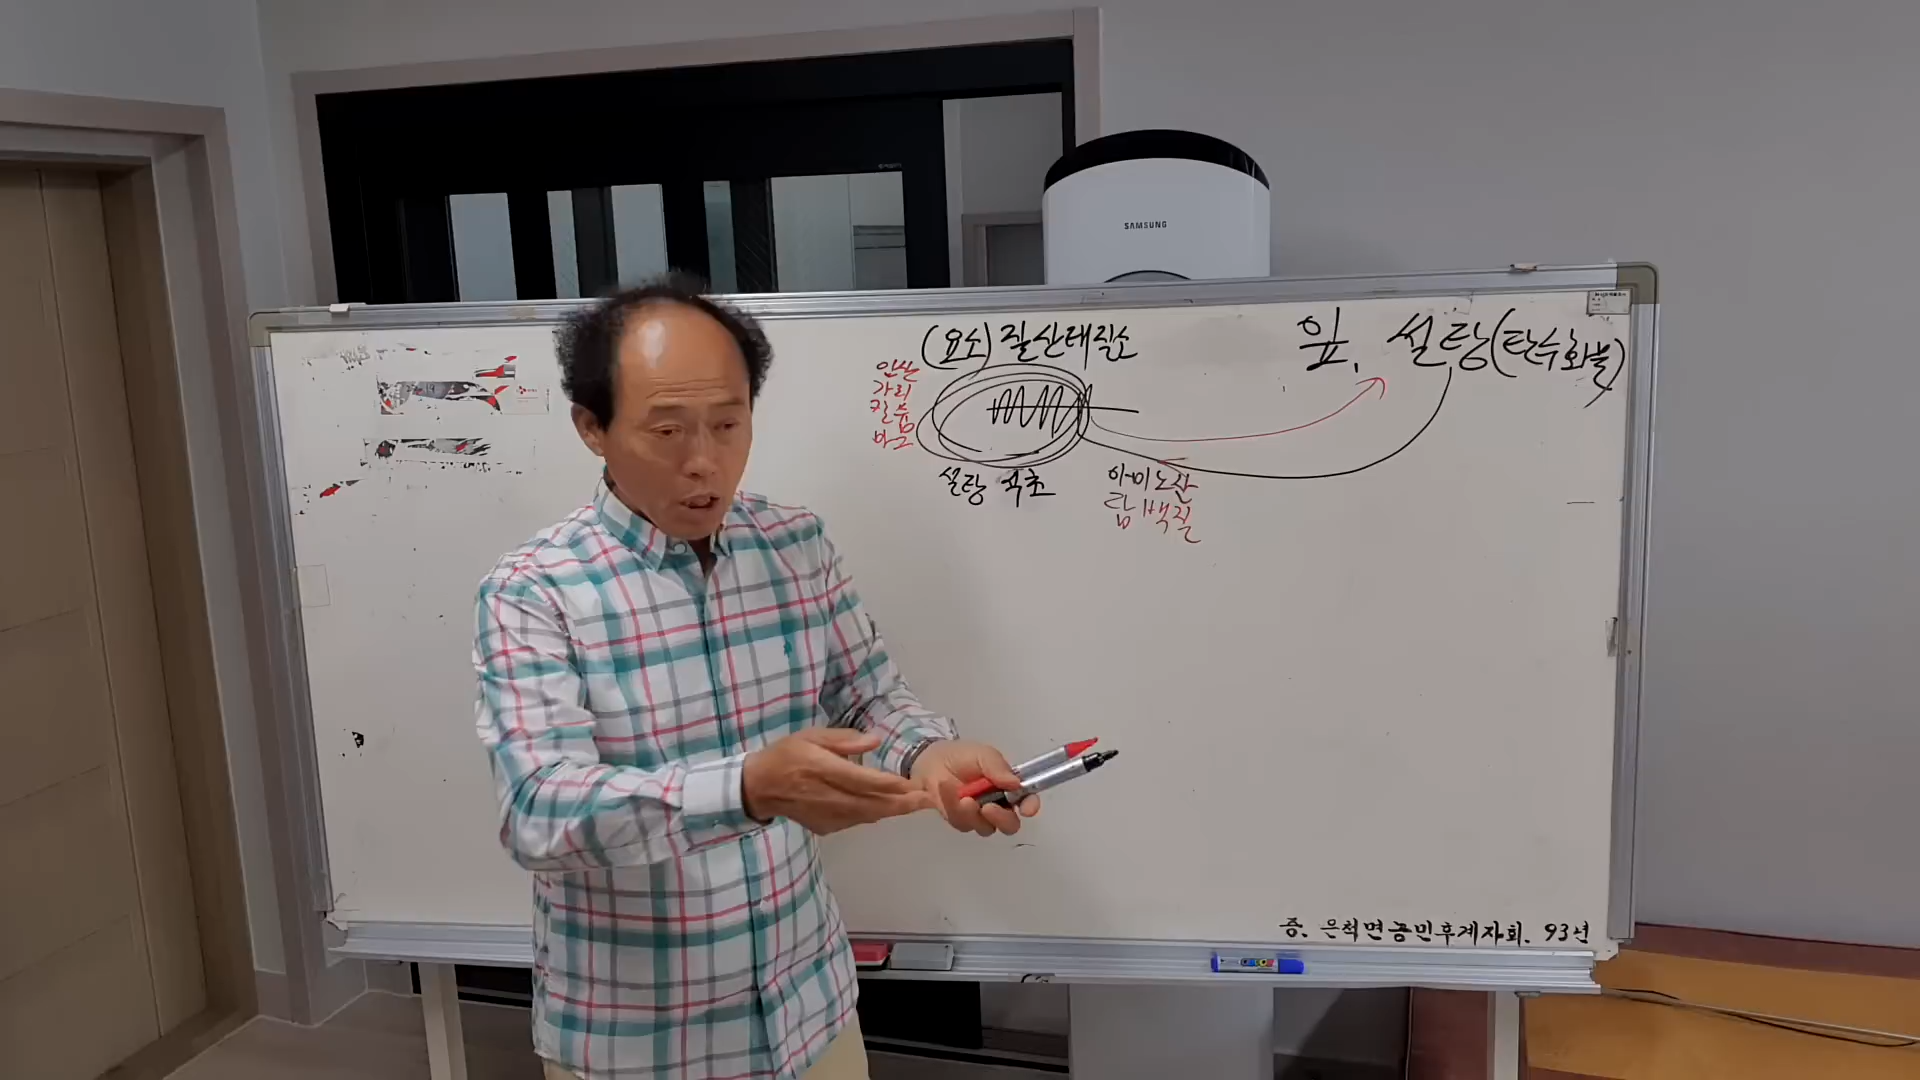 SAMSUNG
(요소) 질산태질소
인산
가리
칼슘
마그
설탕 식초
잎, 설탕(탄수화물)
아미노산
단백질
증. 은척면농민후계자회. 93년